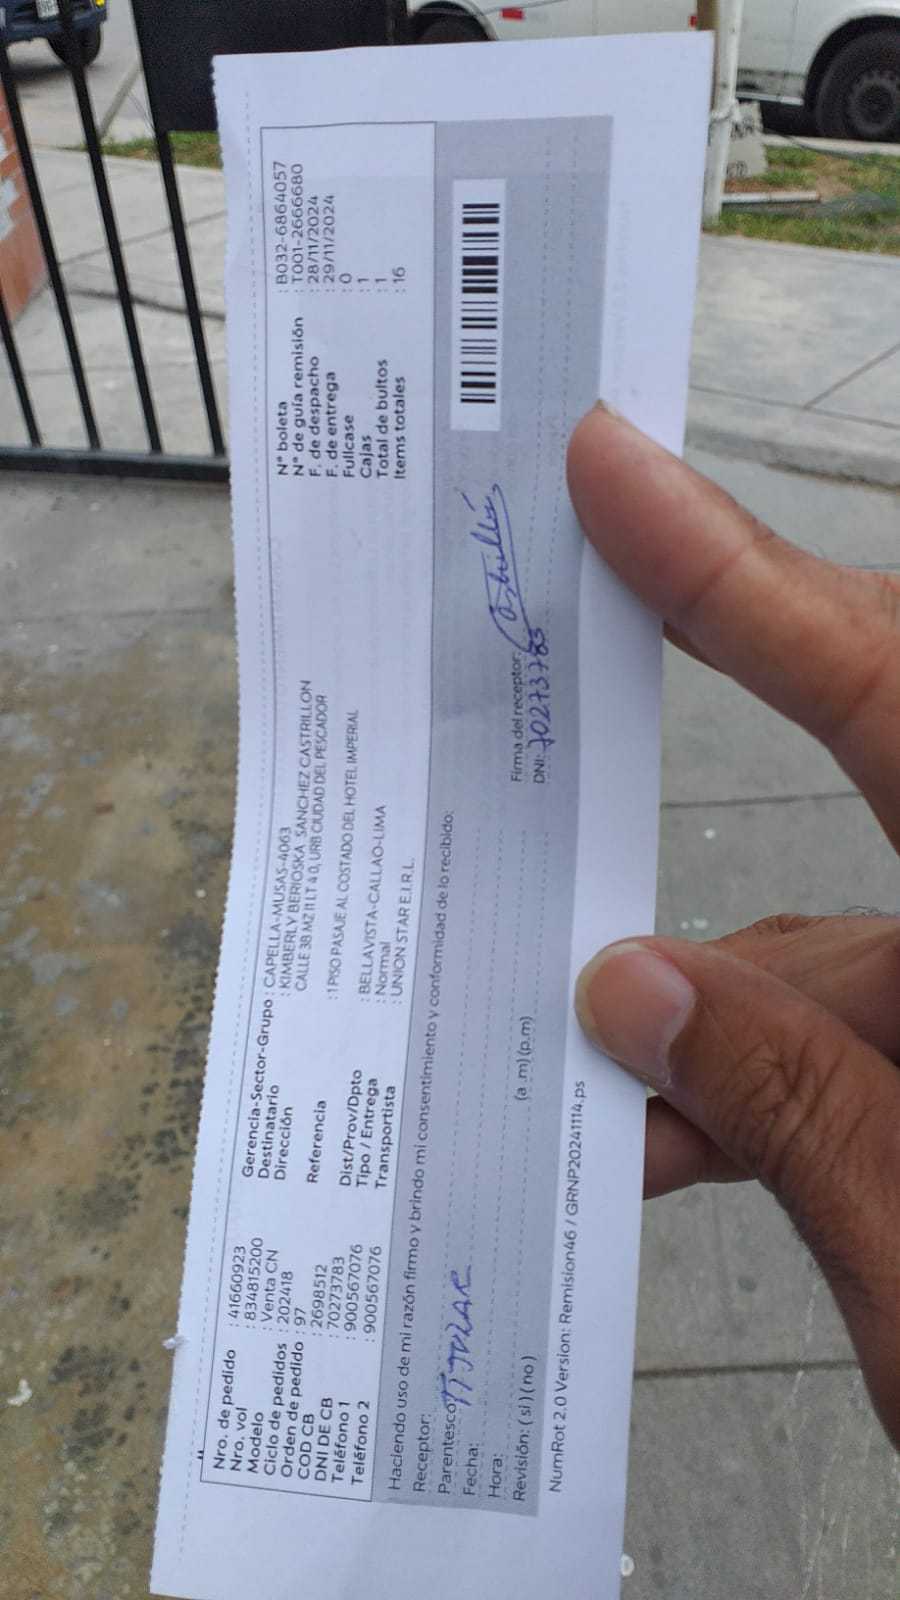 Nro. de pedido : 41660923
Nro. vol : 834815200
Modelo : Venta CN
Ciclo de pedidos : 202418
Orden de pedido : 97
COD CB : 2698512
DNI DE CB : 70273783
Teléfono 1 : 900567076
Teléfono 2 : 900567076
Gerencia-Sector-Grupo : CAPELLA-MUSAS-4063
Destinatario : KIMBERLY BERIOSKA SANCHEZ CASTRILLON
Dirección CALLE 38 MZ I1 LT 40, URB CIUDAD DEL PESCADOR
Referencia : 1 PISO PASAJE AL COSTADO DEL HOTEL IMPERIAL
Dist/Prov/Dpto : BELLAVISTA-CALLAO-LIMA
Tipo / Entrega : Normal
Transportista : UNION STAR E.I.R.L.
N° boleta : B032-6864057
N° de guía remisión : T001-2666680
F. de despacho : 28/11/2024
F. de entrega : 29/11/2024
Fullcase : 0
Cajas : 1
Total de bultos : 1
Items totales : 16
Haciendo uso de mi razón firmo y brindo mi consentimiento y conformidad de lo recibido:
Receptor:
Parentesco: TITULAR
Fecha:
Hora: (a .m) (p.m)
Revisión: ( si ) ( no )
Firma del receptor:
DNI: 70273783
NumRot 2.0 Version: Remision46 / GRNP20241114.ps